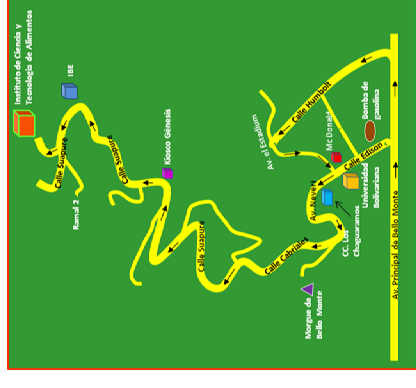 Instituto de Ciencia y
Tecnología de Alimentos
IBE
Calle Suapure
Calle Suapure
Ramal 2
Kiosco Génesis
Calle Suapure
Calle Cabriales
Morgue de
Bello Monte
Av. el Estadium
Calle Humbolt
Mc Donald
Bomba de
gasolina
Calle Edison
Av. Neverí
Universidad
Bolivariana
CC. Los
Chaguaramos
Av. Principal de Bello Monte